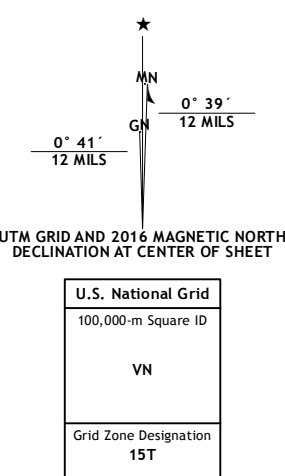 ★
MN
0° 39´
12 MILS
GN
0° 41´
12 MILS
UTM GRID AND 2016 MAGNETIC NORTH
DECLINATION AT CENTER OF SHEET
U.S. National Grid
100,000-m Square ID
VN
Grid Zone Designation
15T